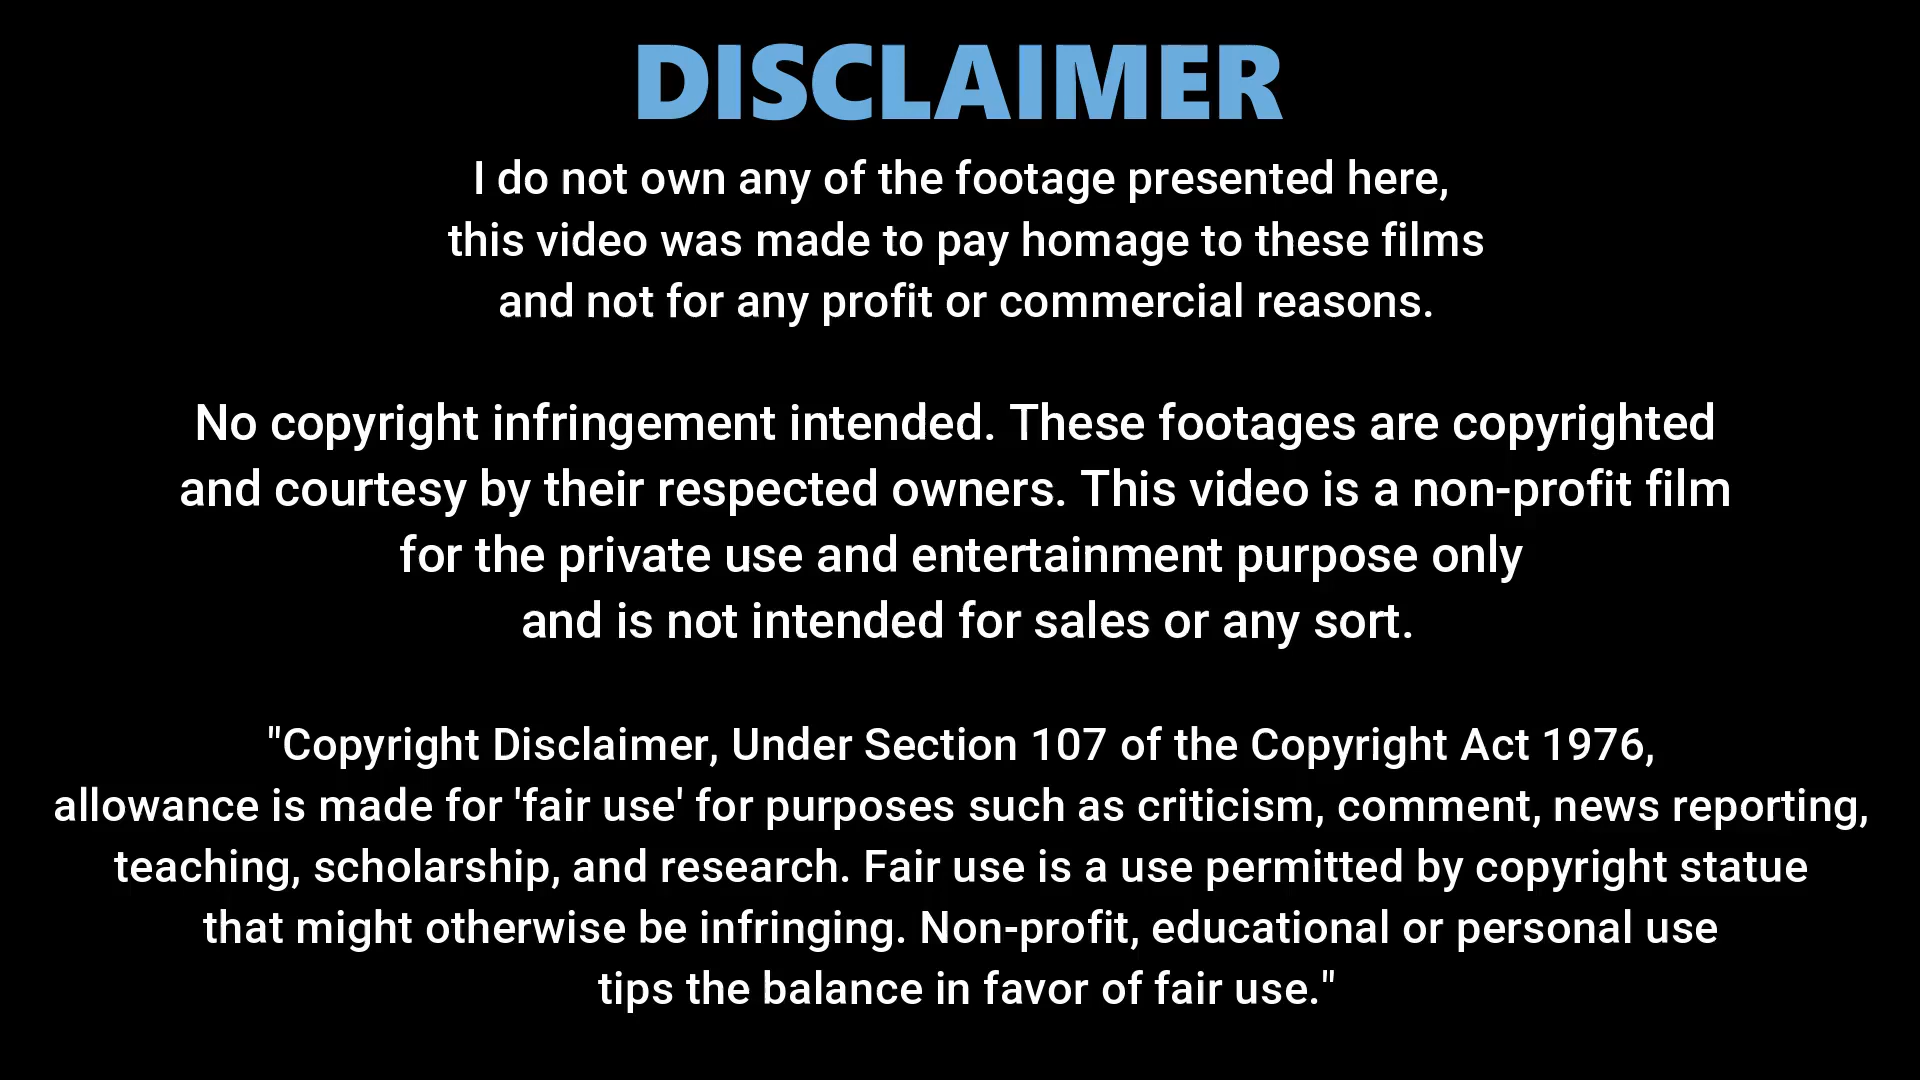 DISCLAIMER
I do not own any of the footage presented here,
this video was made to pay homage to these films
and not for any profit or commercial reasons.
No copyright infringement intended. These footages are copyrighted
and courtesy by their respected owners. This video is a non-profit film
for the private use and entertainment purpose only
and is not intended for sales or any sort.
"Copyright Disclaimer, Under Section 107 of the Copyright Act 1976,
allowance is made for 'fair use' for purposes such as criticism, comment, news reporting,
teaching, scholarship, and research. Fair use is a use permitted by copyright statue
that might otherwise be infringing. Non-profit, educational or personal use
tips the balance in favor of fair use."